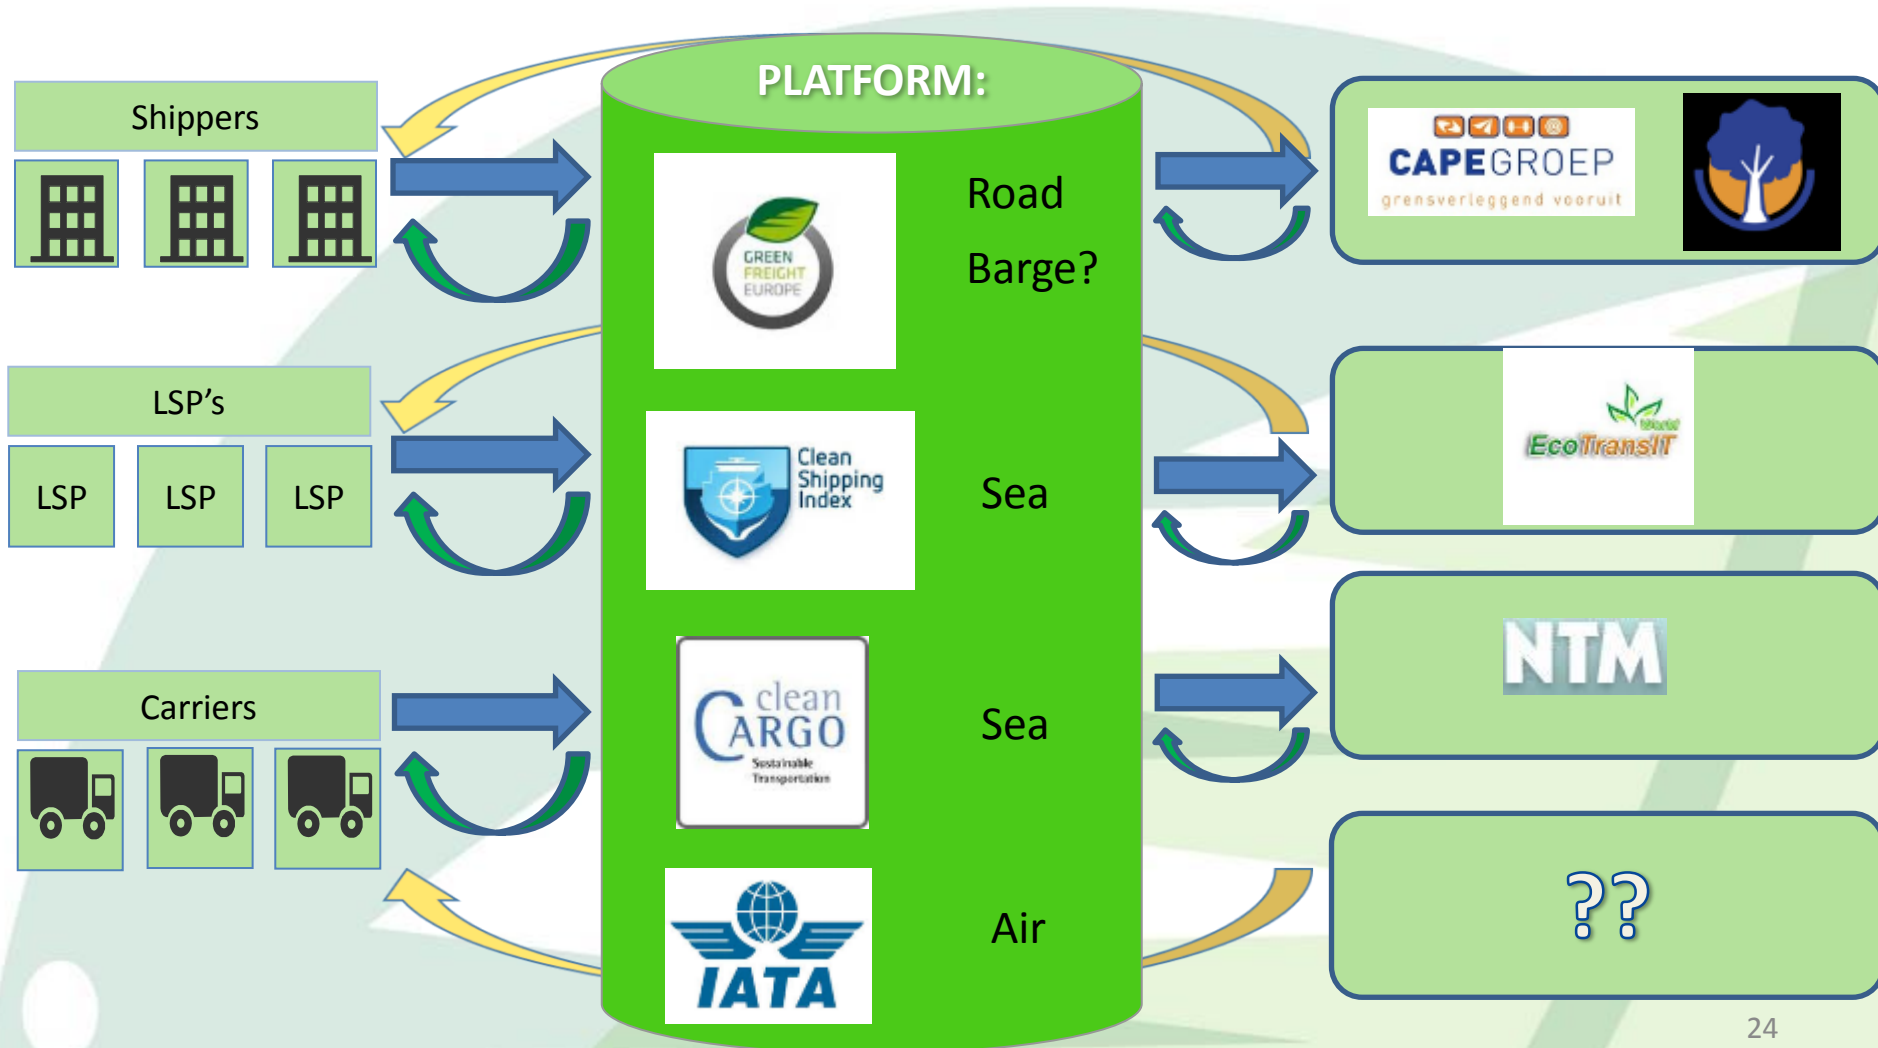 PLATFORM:
Shippers
LSP's
LSP
LSP
LSP
Carriers
GREEN
FREIGHT
EUROPE
Road
Barge?
Clean
Shipping
Index
Sea
clean
CARGO
Sustainable
Transportation
Sea
IATA
Air
CAPEGROEP
grensverleggend vooruit
World
EcoTransIT
NTM
??
24